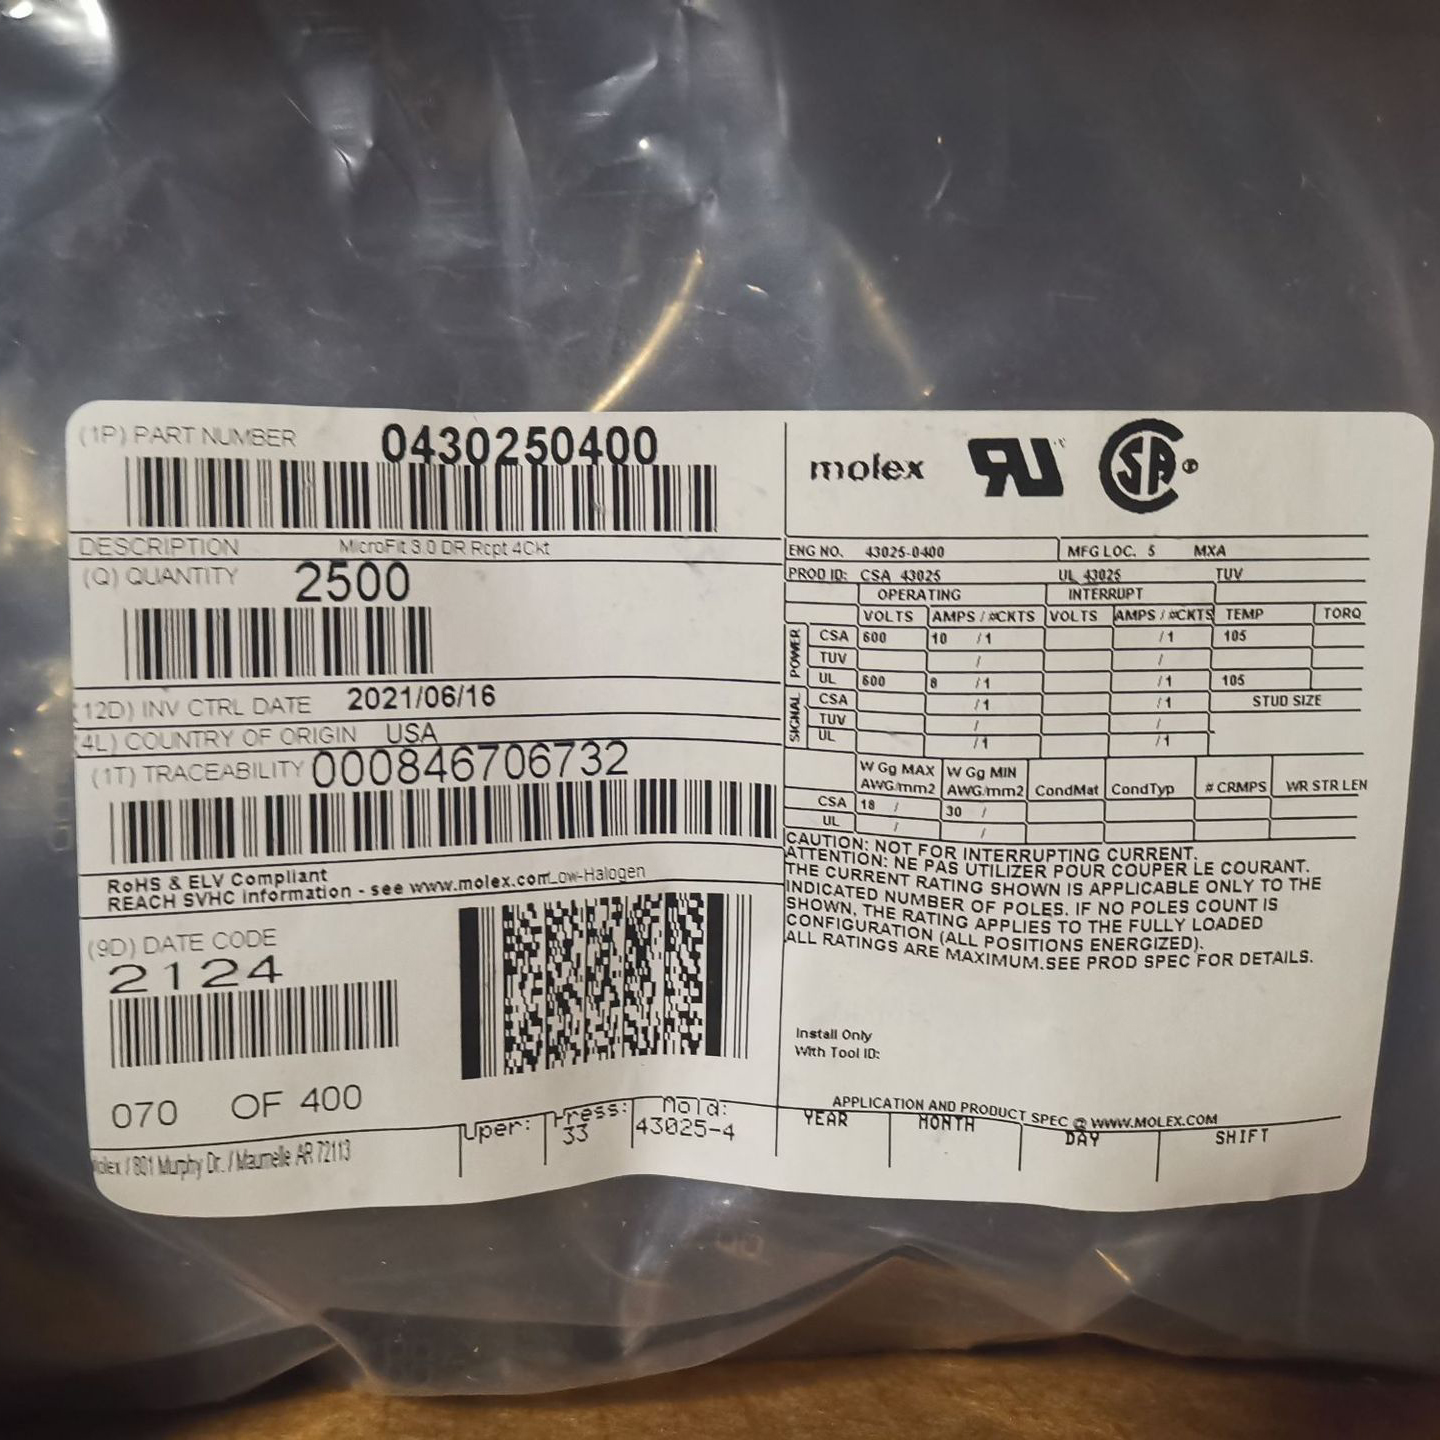 (1P) PART NUMBER 0430250400
DESCRIPTION MicroFit 3.0 DR Rcpt 4Ckt
(Q) QUANTITY 2500
(12D) INV CTRL DATE 2021/06/16
(4L) COUNTRY OF ORIGIN USA
(1T) TRACEABILITY 000846706732
RoHS & ELV Compliant
REACH SVHC Information - see www.molex.com Low-Halogen
(9D) DATE CODE
2124
070 OF 400
Molex / 801 Murphy Dr. / Maumelle AR 72113
Oper: Press: Mold:
33 43025-4
molex
ENG NO. 43025-0400 MFG LOC. 5 MXA
PROD ID: CSA 43025 UL 43025 TUV
OPERATING INTERRUPT
VOLTS AMPS / #CKTS VOLTS AMPS / #CKTS TEMP TORQ
POWER
CSA 600 10 / 1 / 1 105
TUV / /
UL 600 8 / 1 / 1 105
SIGNAL
CSA / 1 / 1 STUD SIZE
TUV / /
UL / 1 / 1
W Gg MAX W Gg MIN
AWG/mm2 AWG/mm2 CondMat CondTyp # CRMPS WR STR LEN
CSA 18 / 30 /
UL / /
CAUTION: NOT FOR INTERRUPTING CURRENT.
ATTENTION: NE PAS UTILIZER POUR COUPER LE COURANT.
THE CURRENT RATING SHOWN IS APPLICABLE ONLY TO THE
INDICATED NUMBER OF POLES. IF NO POLES COUNT IS
SHOWN, THE RATING APPLIES TO THE FULLY LOADED
CONFIGURATION (ALL POSITIONS ENERGIZED).
ALL RATINGS ARE MAXIMUM.SEE PROD SPEC FOR DETAILS.
Install Only
With Tool ID:
APPLICATION AND PRODUCT SPEC @ WWW.MOLEX.COM
YEAR MONTH DAY SHIFT